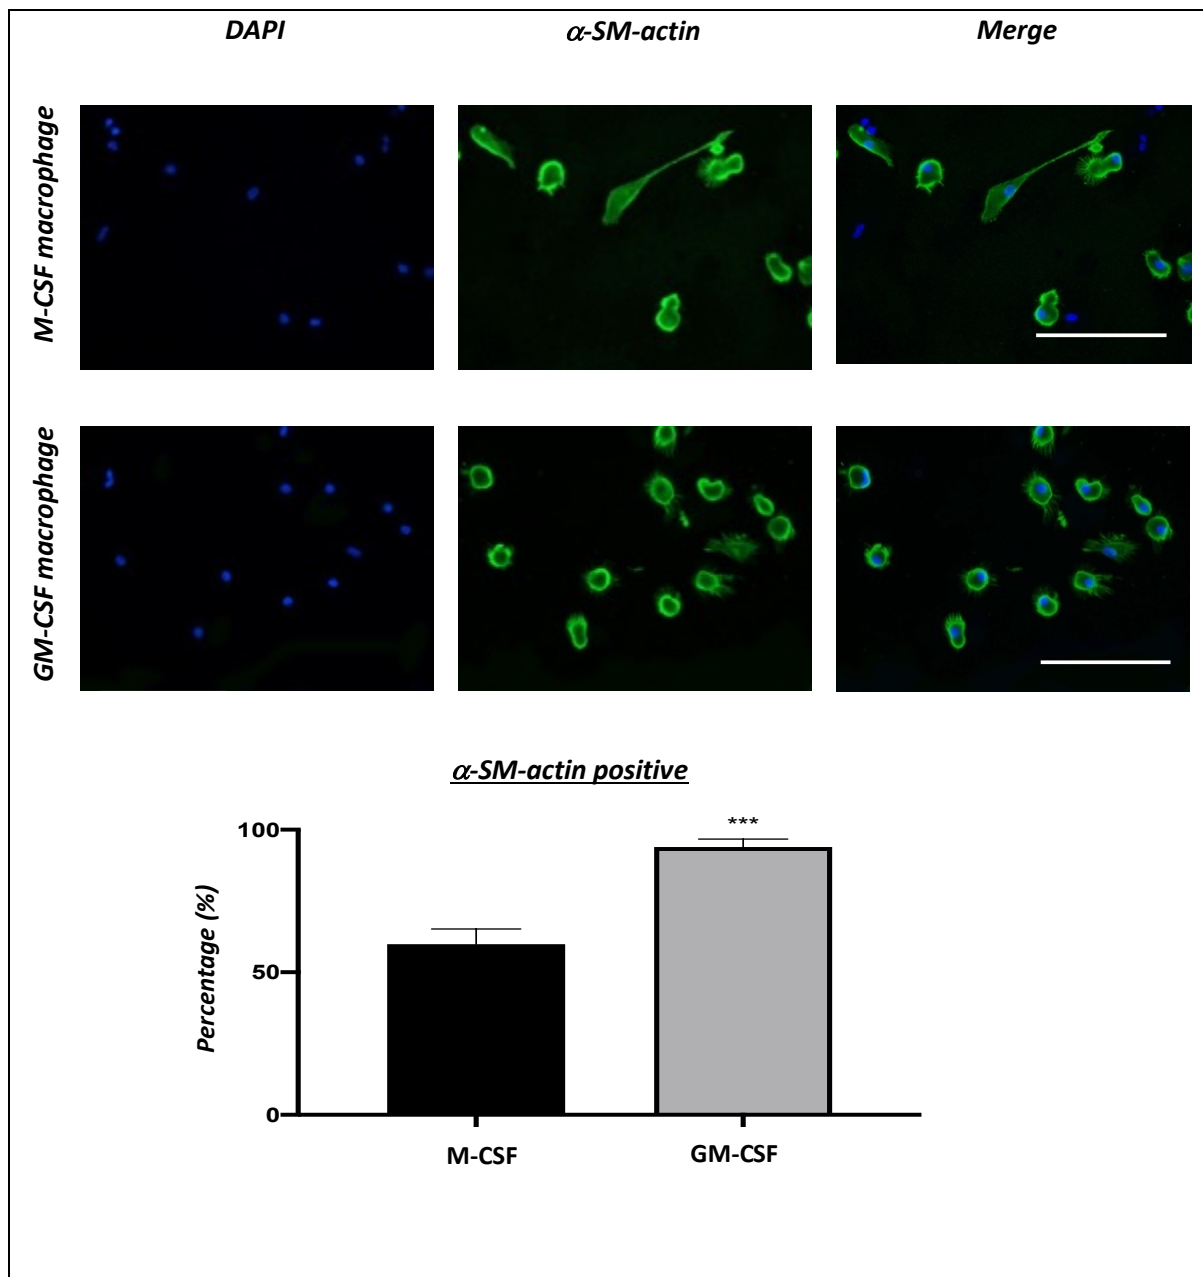 DAPI α-SM-actin Merge
M-CSF macrophage
GM-CSF macrophage
α-SM-actin positive
***
100
50
0
Percentage (%)
M-CSF GM-CSF